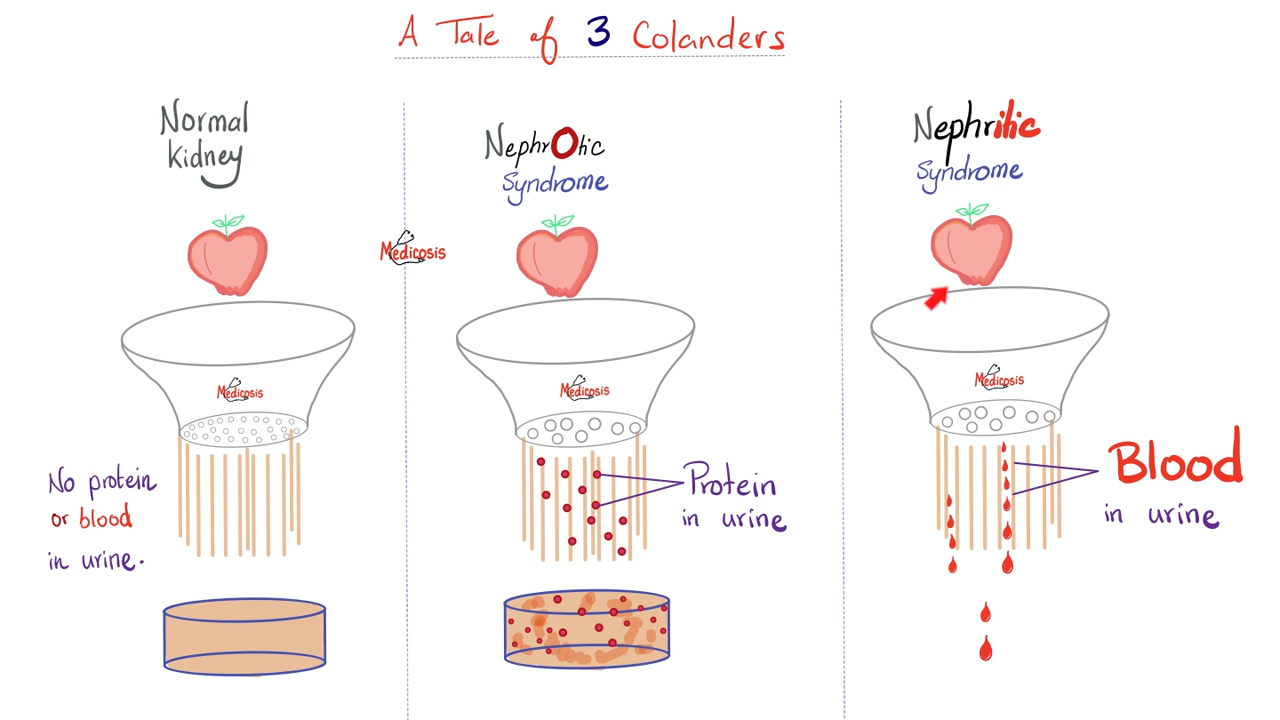 A Tale of 3 Colanders
Normal
Kidney
No protein
or blood
in urine.
Medicosis
Medicosis
NephrOtic
Syndrome
Medicosis
Protein
in urine
Nephritic
Syndrome
Medicosis
Blood
in urine